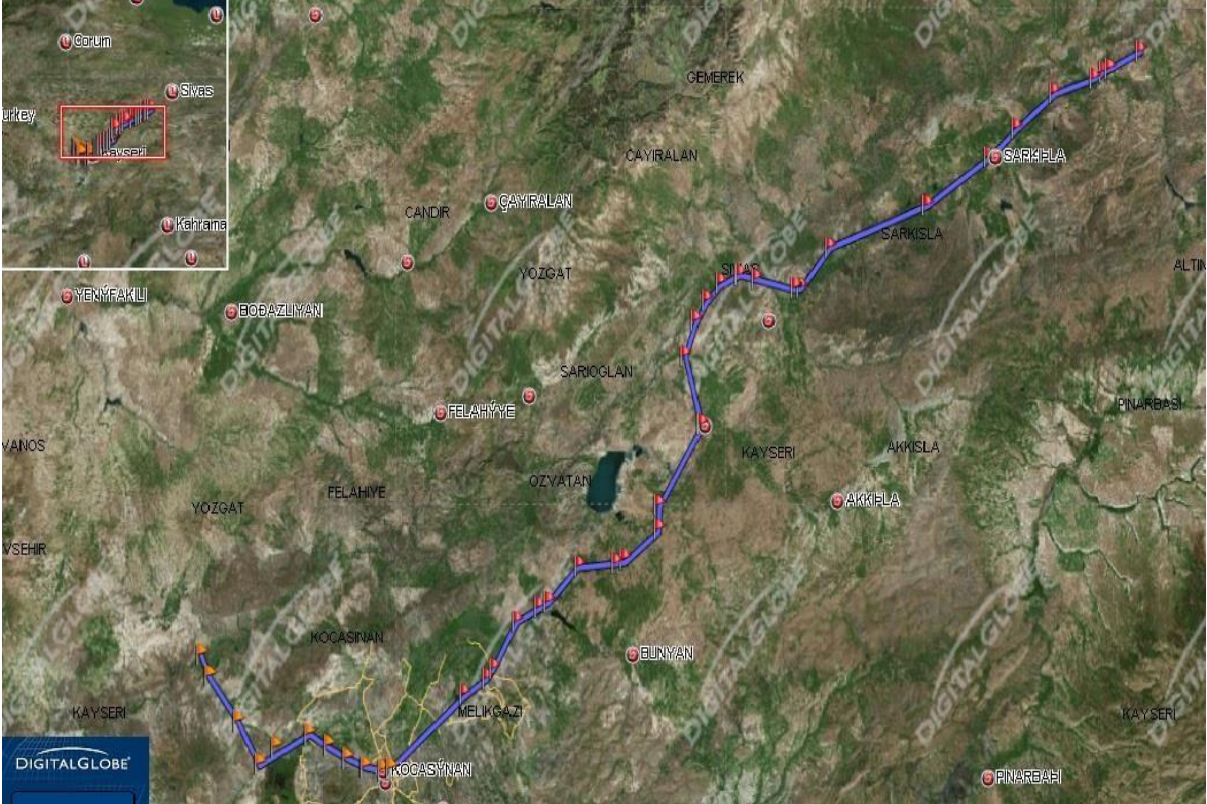 Corum
Sivas
urkey
Kayseri
Kahrama
GEMEREK
SARKIÞLA
CAYIRALAN
ÇAYIRALAN
CANDIR
SARKISLA
SIVAS
YOZGAT
ALTIN
YENÝFAKILI
BOÐAZLIYAN
SARIOGLAN
FELAHÝYE
PINARBASI
VANOS
KAYSERI
AKKISLA
OZVATAN
FELAHIYE
AKKIÞLA
YOZGAT
VSEHIR
KOCASINAN
BUNYAN
KAYSERI
MELIKGAZI
KAYSERI
DIGITALGLOBE
KOCASÝNAN
PINARBAÞI
DIGITALGLOBE